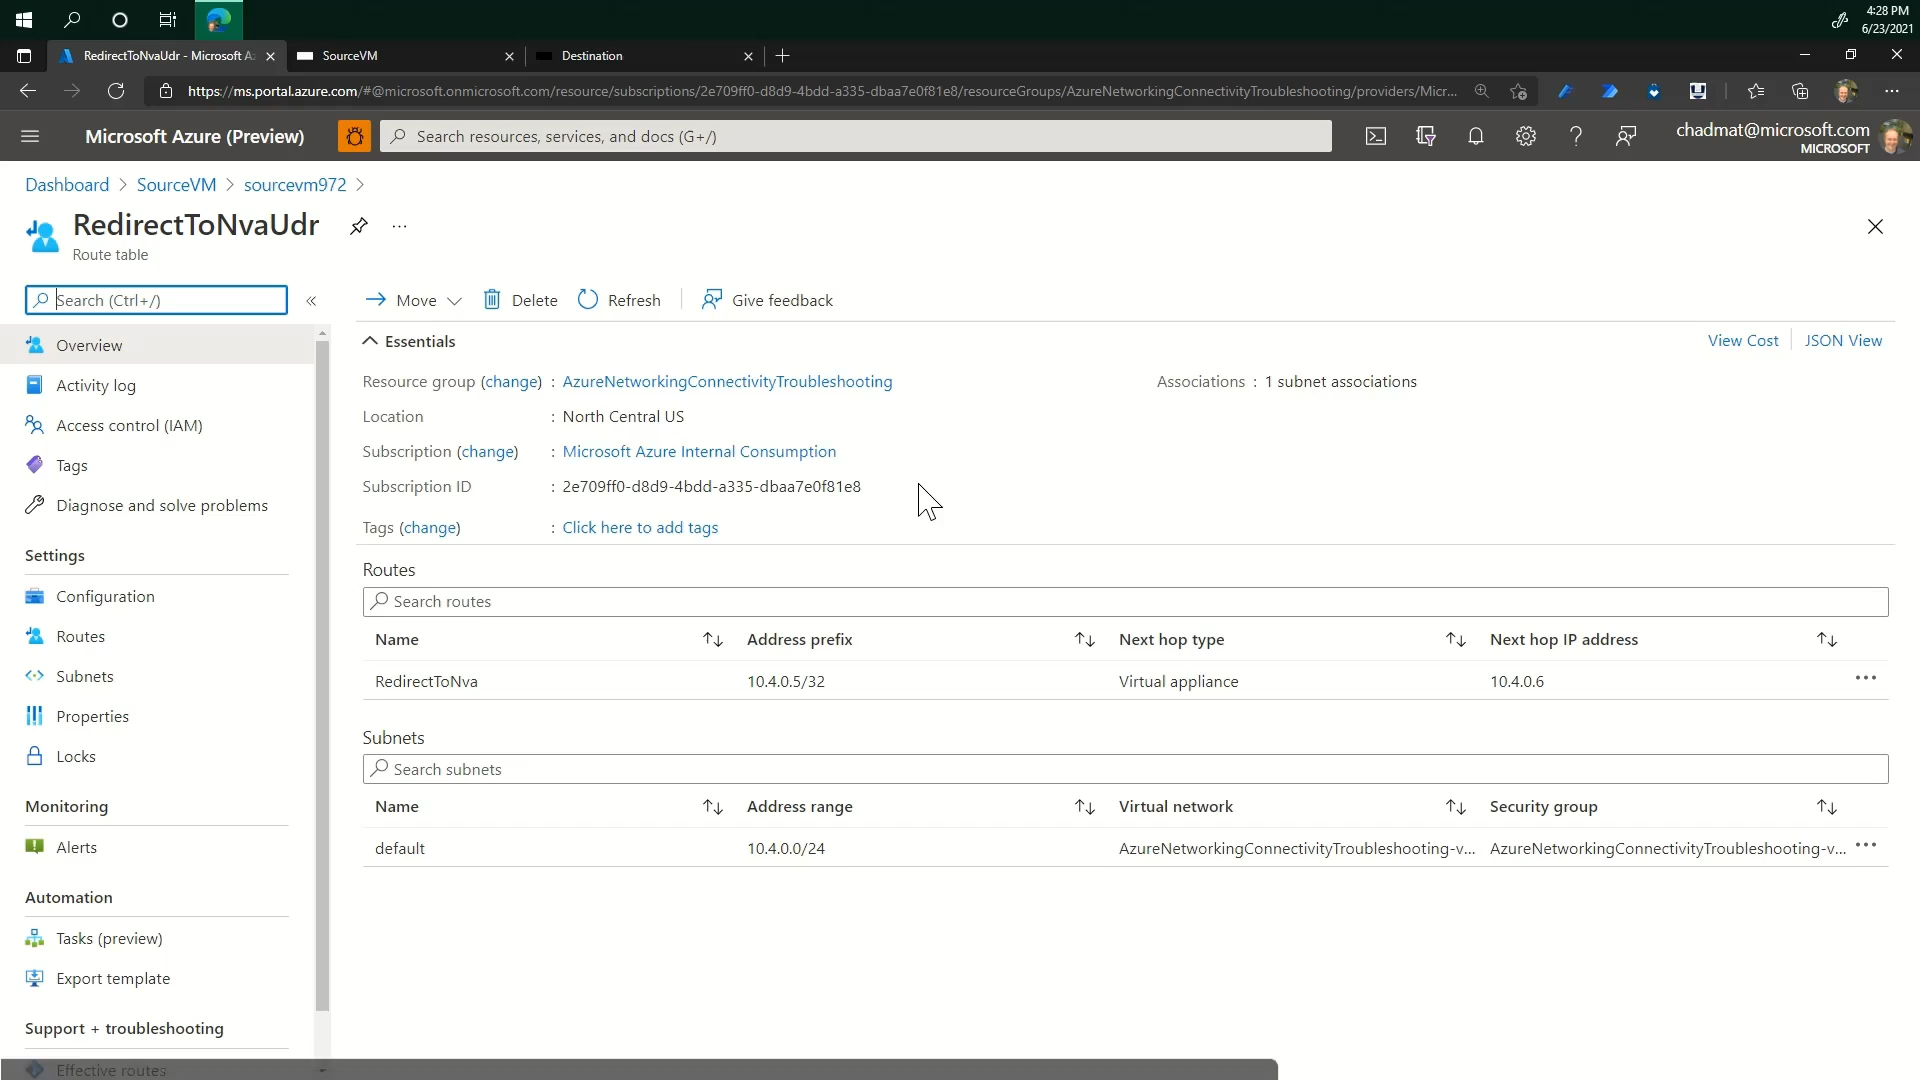 4:28 PM
6/23/2021
RedirectToNvaUdr - Microsoft Az
SourceVM
Destination
https://ms.portal.azure.com/#@microsoft.onmicrosoft.com/resource/subscriptions/2e709ff0-d8d9-4bdd-a335-dbaa7e0f81e8/resourceGroups/AzureNetworkingConnectivityTroubleshooting/providers/Micr...
Microsoft Azure (Preview)
Search resources, services, and docs (G+/)
chadmat@microsoft.com
MICROSOFT
Dashboard > SourceVM > sourcevm972 >
RedirectToNvaUdr
...
Route table
Search (Ctrl+/)
«
Move
Delete
Refresh
Give feedback
Overview
Activity log
Access control (IAM)
Tags
Diagnose and solve problems
Settings
Configuration
Routes
Subnets
Properties
Locks
Monitoring
Alerts
Automation
Tasks (preview)
Export template
Support + troubleshooting
Effective routes
Essentials
View Cost
JSON View
Resource group (change) : AzureNetworkingConnectivityTroubleshooting
Associations : 1 subnet associations
Location : North Central US
Subscription (change) : Microsoft Azure Internal Consumption
Subscription ID : 2e709ff0-d8d9-4bdd-a335-dbaa7e0f81e8
Tags (change) : Click here to add tags
Routes
Search routes
Name Address prefix Next hop type Next hop IP address
RedirectToNva 10.4.0.5/32 Virtual appliance 10.4.0.6 ...
Subnets
Search subnets
Name Address range Virtual network Security group
default 10.4.0.0/24 AzureNetworkingConnectivityTroubleshooting-v... AzureNetworkingConnectivityTroubleshooting-v... ...